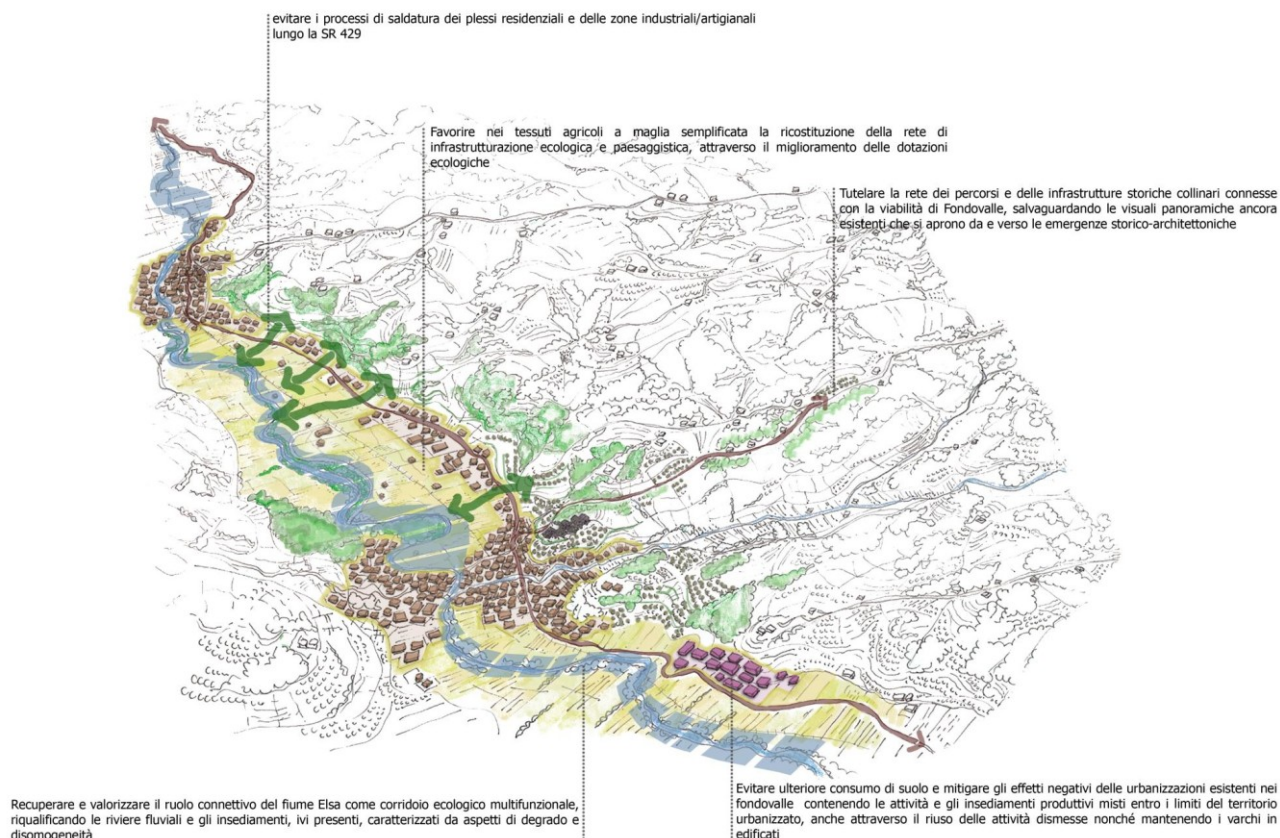 evitare i processi di saldatura dei plessi residenziali e delle zone industriali/artigianali
lungo la SR 429
Favorire nei tessuti agricoli a maglia semplificata la ricostituzione della rete di
infrastrutturazione ecologica e paesaggistica, attraverso il miglioramento delle dotazioni
ecologiche
Tutelare la rete dei percorsi e delle infrastrutture storiche collinari connesse
con la viabilità di Fondovalle, salvaguardando le visuali panoramiche ancora
esistenti che si aprono da e verso le emergenze storico-architettoniche
Recuperare e valorizzare il ruolo connettivo del fiume Elsa come corridoio ecologico multifunzionale,
riqualificando le riviere fluviali e gli insediamenti, ivi presenti, caratterizzati da aspetti di degrado e
disomogeneità
Evitare ulteriore consumo di suolo e mitigare gli effetti negativi delle urbanizzazioni esistenti nei
fondovalle contenendo le attività e gli insediamenti produttivi misti entro i limiti del territorio
urbanizzato, anche attraverso il riuso delle attività dismesse nonché mantenendo i varchi in
edificati